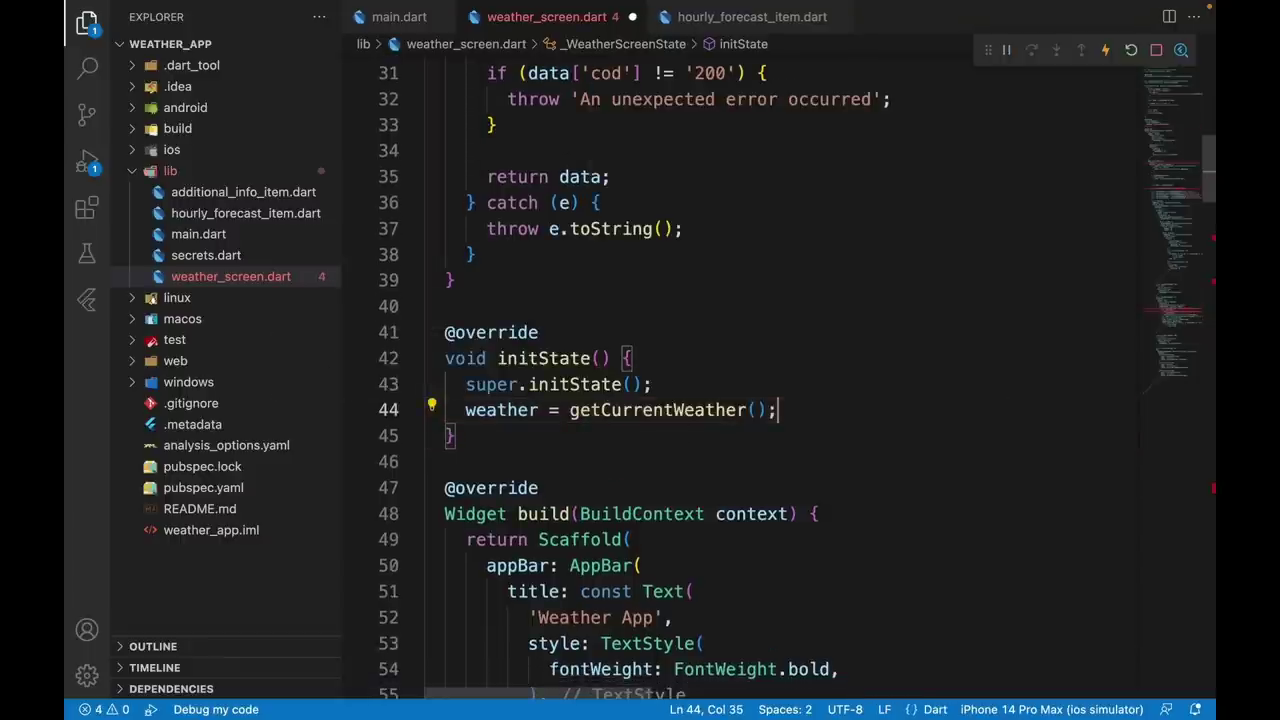 EXPLORER
WEATHER_APP
.dart_tool
.idea
android
build
ios
lib
additional_info_item.dart
hourly_forecast_item.dart
main.dart
secrets.dart
weather_screen.dart 4
linux
macos
test
web
windows
.gitignore
.metadata
analysis_options.yaml
pubspec.lock
pubspec.yaml
README.md
weather_app.iml
OUTLINE
TIMELINE
DEPENDENCIES
1
1
main.dart
weather_screen.dart 4
hourly_forecast_item.dart
lib > weather_screen.dart > _WeatherScreenState > initState
31 if (data['cod'] != '200') {
32 throw 'An unexpected error occurred';
33 }
34
35 return data;
36 } catch (e) {
37 throw e.toString();
38 }
39 }
40
41 @override
42 void initState() {
43 super.initState();
44 weather = getCurrentWeather();
45 }
46
47 @override
48 Widget build(BuildContext context) {
49 return Scaffold(
50 appBar: AppBar(
51 title: const Text(
52 'Weather App',
53 style: TextStyle(
54 fontWeight: FontWeight.bold,
55 ), // TextStyle
4 0 Debug my code Ln 44, Col 35 Spaces: 2 UTF-8 LF {} Dart iPhone 14 Pro Max (ios simulator)